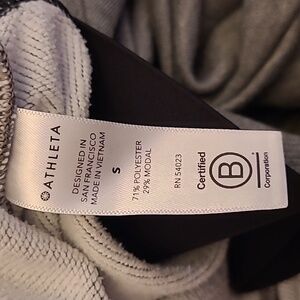 ATHLETA
DESIGNED IN
SAN FRANCISCO
MADE IN VIETNAM
S
71% POLYESTER
29% MODAL
RN 54023
Certified
B
Corporation